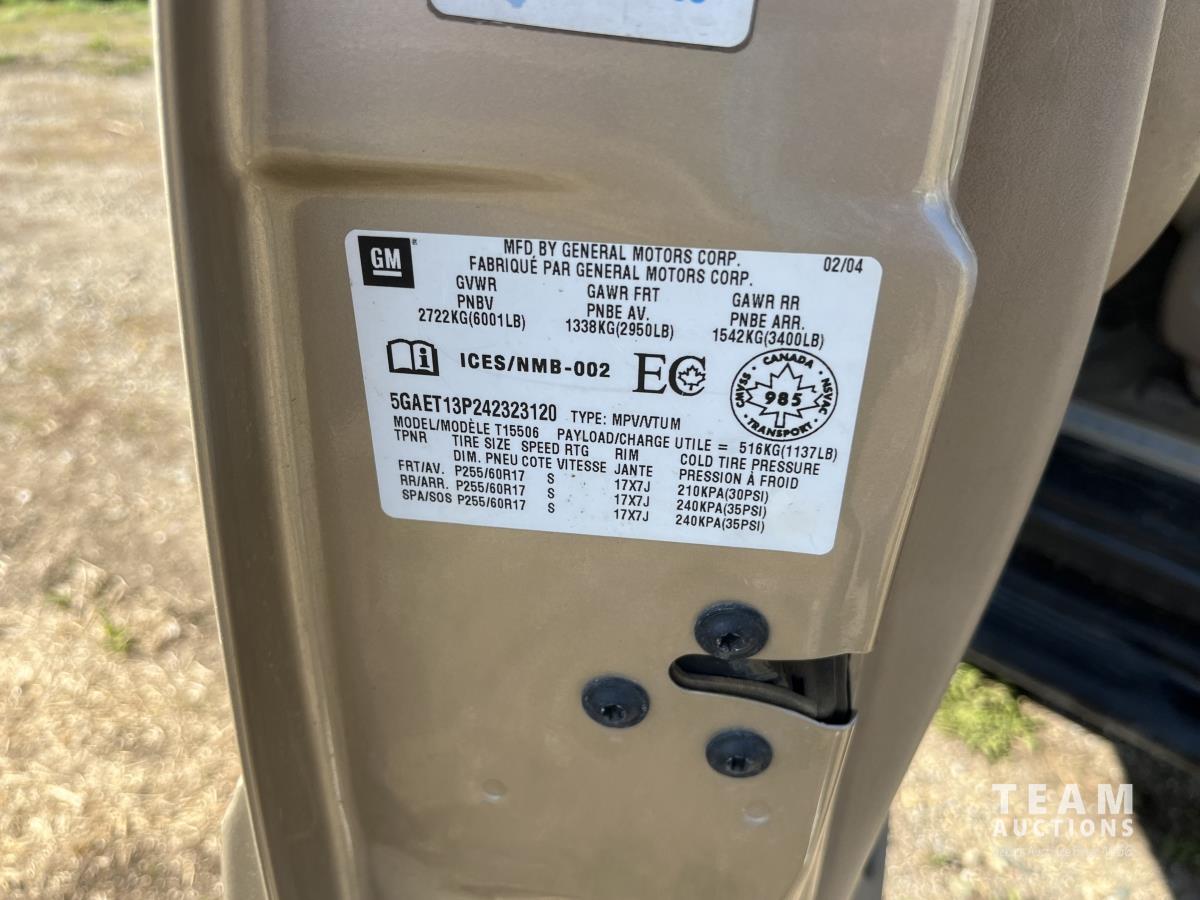 GM
MFD BY GENERAL MOTORS CORP. 02/04
FABRIQUÉ PAR GENERAL MOTORS CORP.
GVWR GAWR FRT GAWR RR
PNBV PNBE AV. PNBE ARR.
2722KG(6001LB) 1338KG(2950LB) 1542KG(3400LB)
ICES/NMB-002 EC
CANADA
CMVSS NSVAC
985
TRANSPORT
5GAET13P242323120 TYPE: MPV/VTUM
MODEL/MODÈLE T15506 PAYLOAD/CHARGE UTILE = 516KG(1137LB)
TPNR TIRE SIZE SPEED RTG RIM COLD TIRE PRESSURE
DIM. PNEU COTE VITESSE JANTE PRESSION À FROID
FRT/AV. P255/60R17 S 17X7J 210KPA(30PSI)
RR/ARR. P255/60R17 S 17X7J 240KPA(35PSI)
SPA/SOS P255/60R17 S 17X7J 240KPA(35PSI)
TEAM
AUCTIONS